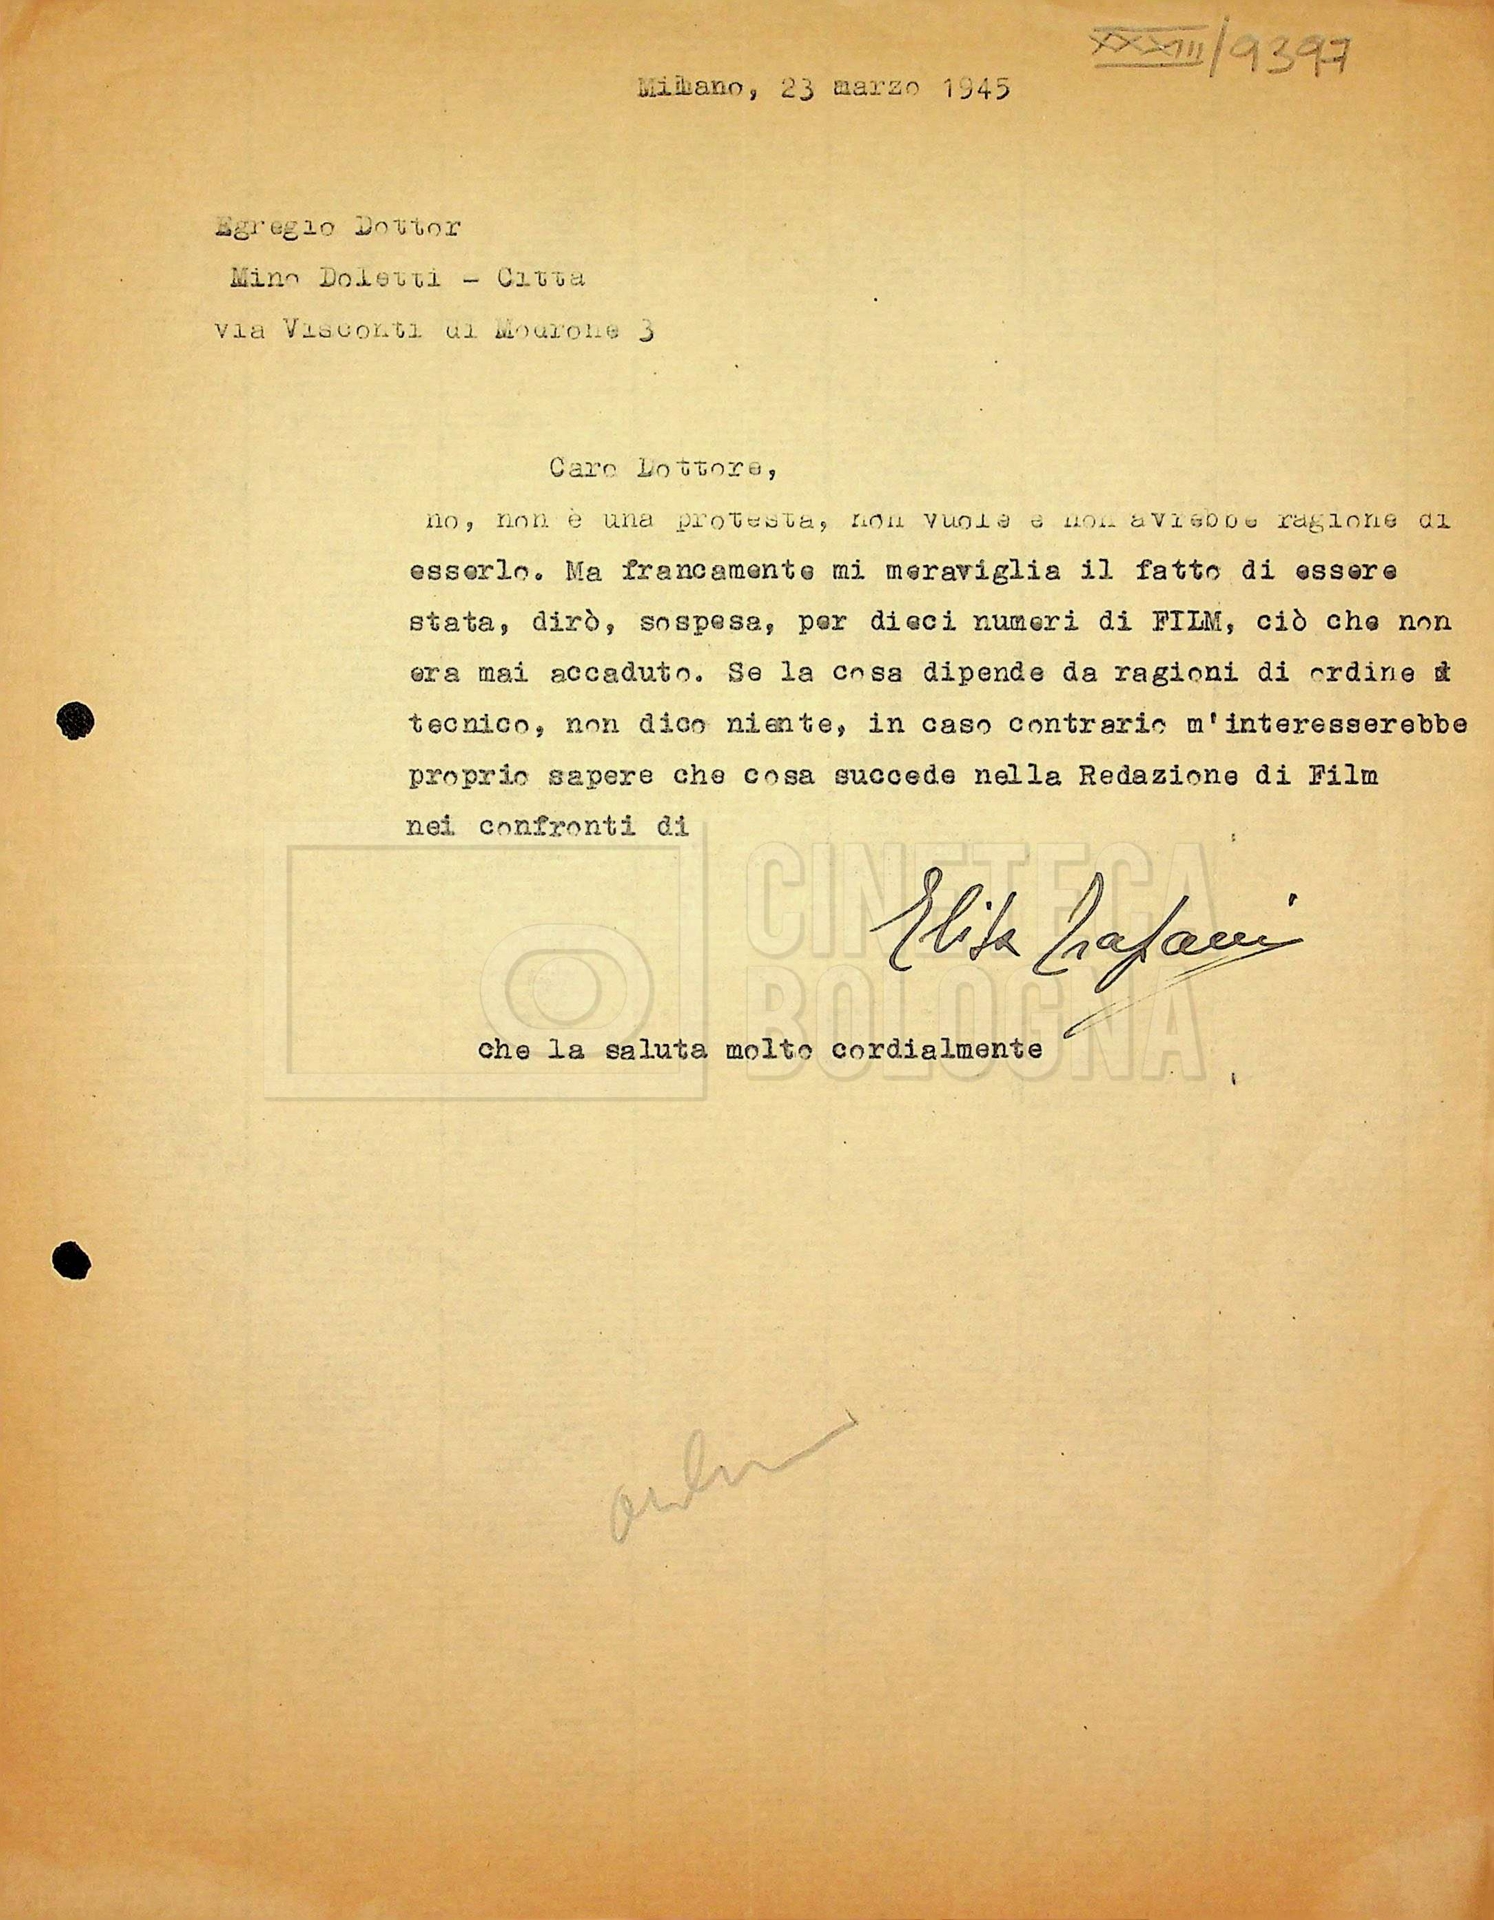 XXXIII/9397
Milano, 23 marzo 1945
Egregio Dottor
Mino Doletti - Città
via Visconti di Modrone 3
Caro Dottore,
no, non è una protesta, non vuole e non avrebbe ragione di
esserlo. Ma francamente mi meraviglia il fatto di essere
stata, dirò, sospesa, per dieci numeri di FILM, ciò che non
era mai accaduto. Se la cosa dipende da ragioni di ordine
tecnico, non dico niente, in caso contrario m'interesserebbe
proprio sapere che cosa succede nella Redazione di Film
nei confronti di
CINETECA
BOLOGNA
Elisa Trapani
che la saluta molto cordialmente